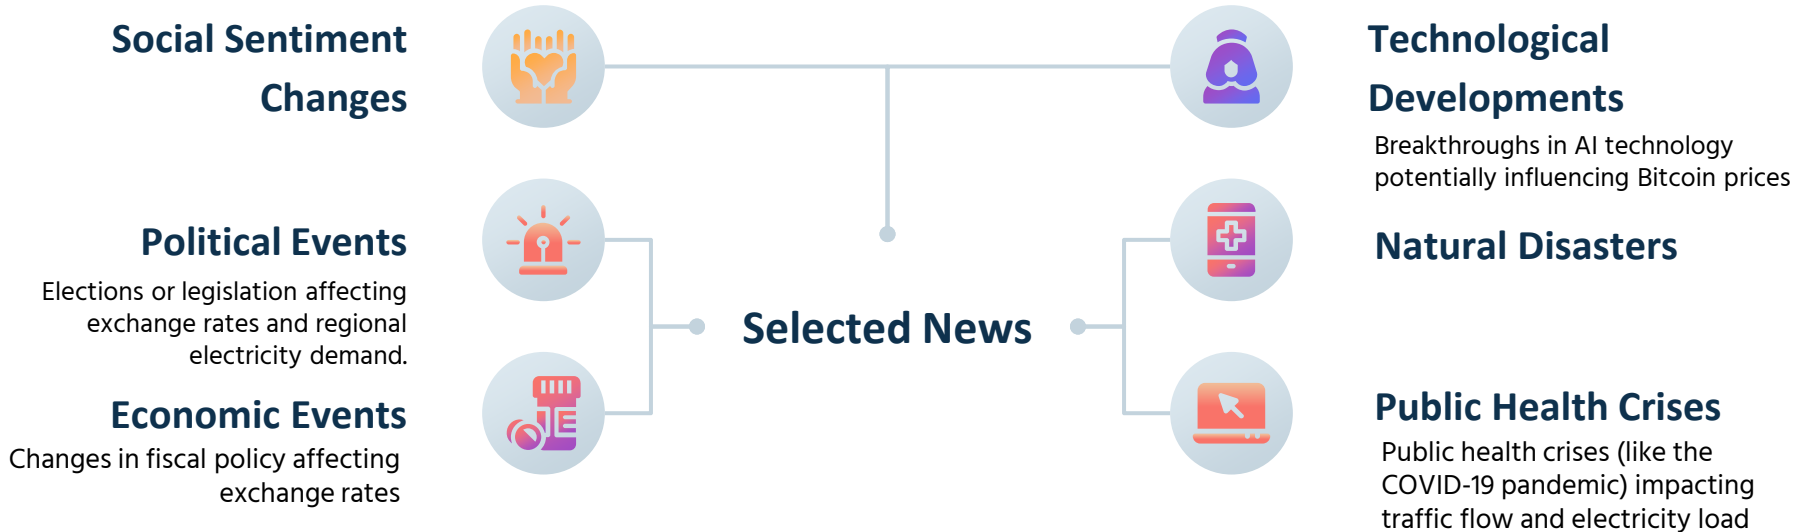 Social Sentiment
Changes
Political Events
Elections or legislation affecting
exchange rates and regional
electricity demand.
Economic Events
Changes in fiscal policy affecting
exchange rates
Selected News
Technological
Developments
Breakthroughs in AI technology
potentially influencing Bitcoin prices
Natural Disasters
Public Health Crises
Public health crises (like the
COVID-19 pandemic) impacting
traffic flow and electricity load